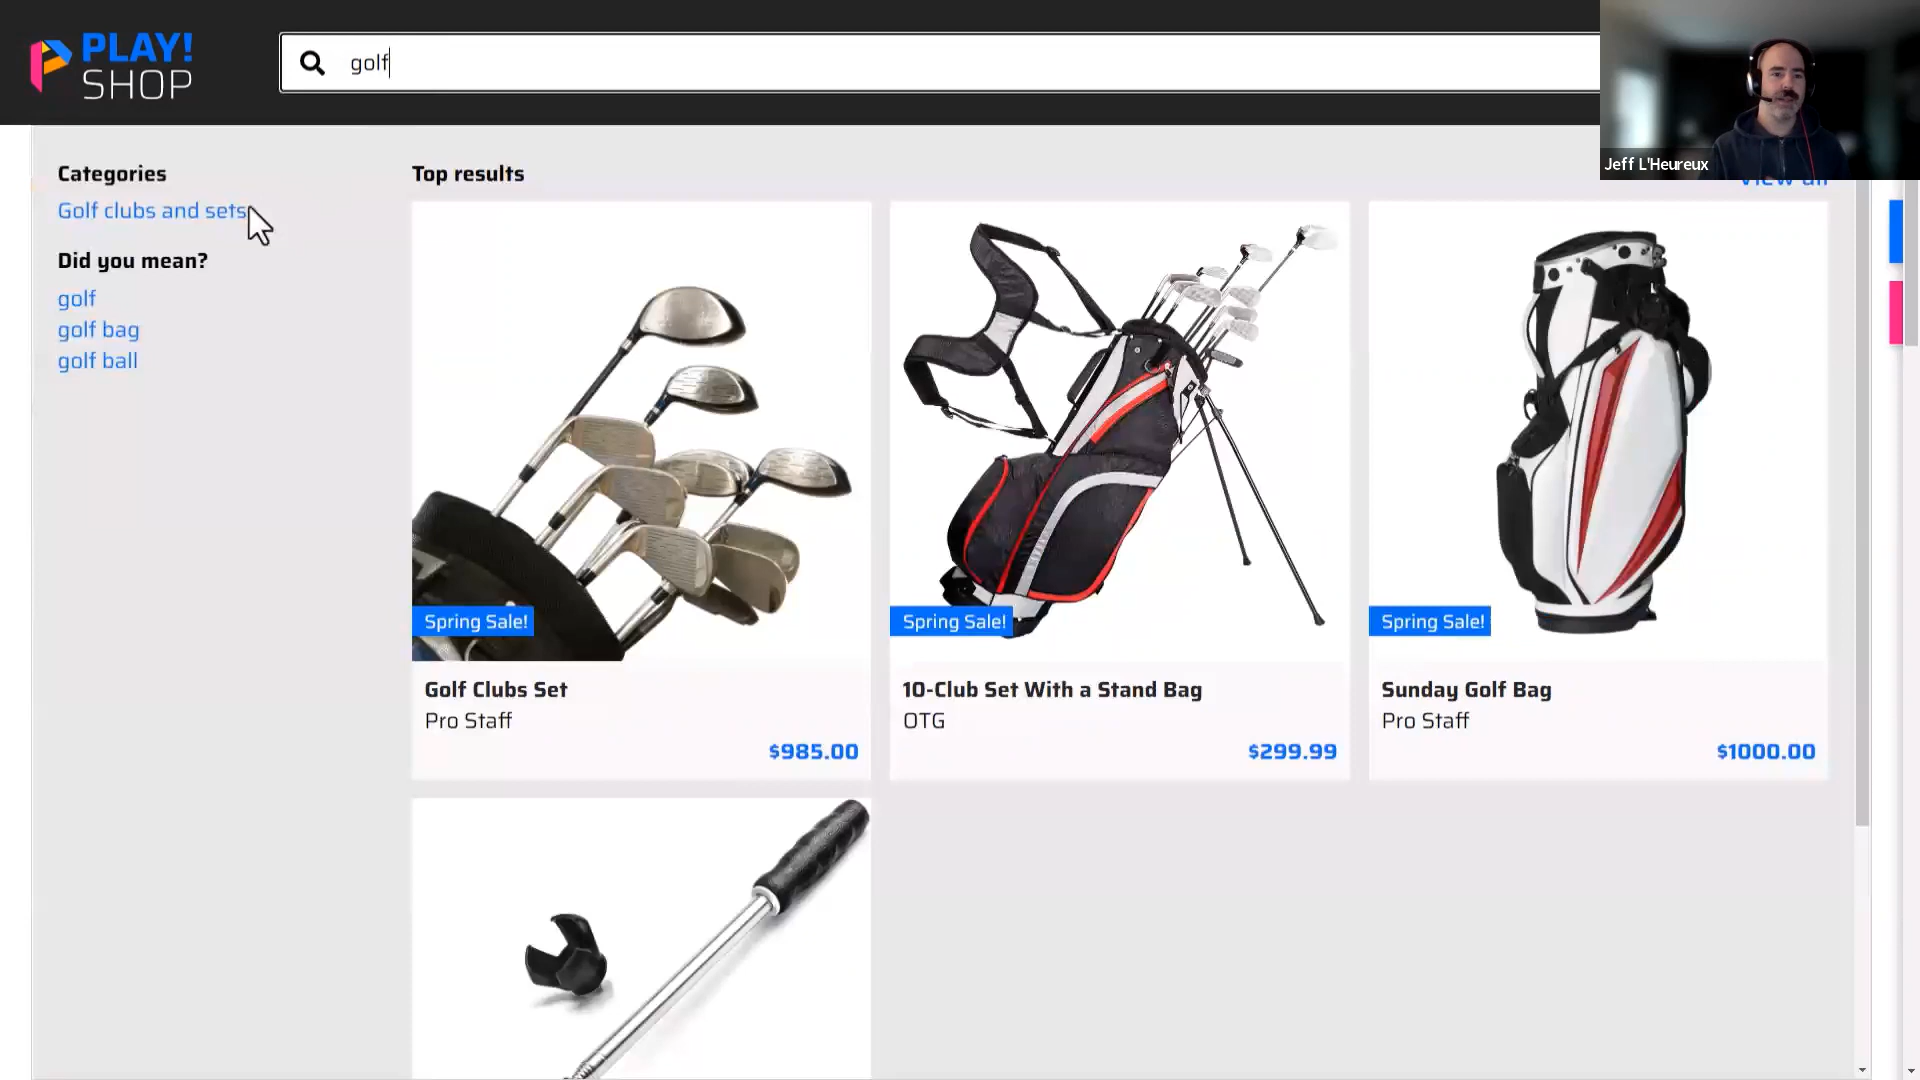 PLAY!
SHOP
golf
Jeff L'Heureux
Categories
Golf clubs and sets
Did you mean?
golf
golf bag
golf ball
Top results
View all
Spring Sale!
Golf Clubs Set
Pro Staff
$985.00
Spring Sale!
10-Club Set With a Stand Bag
OTG
$299.99
Spring Sale!
Sunday Golf Bag
Pro Staff
$1000.00